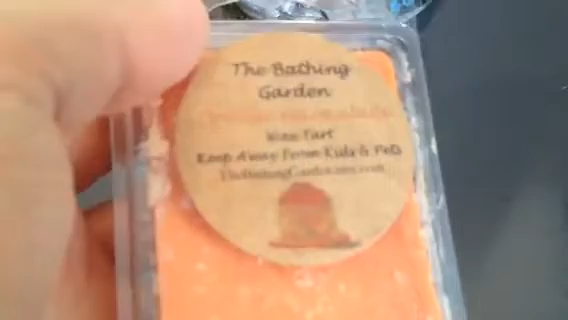 The Bathing
Garden
Wax Tart
Keep Away From Kids & Pets
TheBathingGarden.com